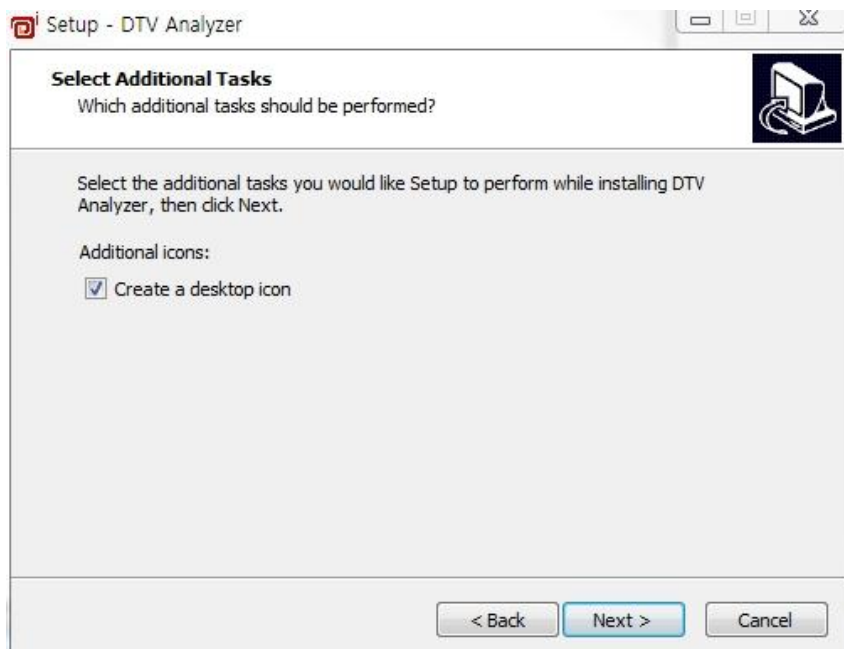 Setup - DTV Analyzer
Select Additional Tasks
Which additional tasks should be performed?
Select the additional tasks you would like Setup to perform while installing DTV
Analyzer, then click Next.
Additional icons:
Create a desktop icon
< Back Next > Cancel